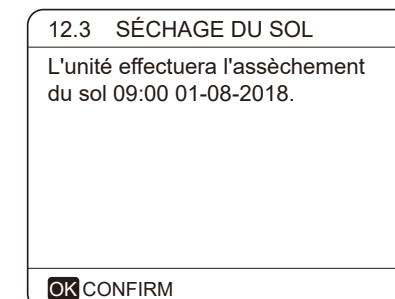 12.3 SÉCHAGE DU SOL
L'unité effectuera l'assèchement
du sol 09:00 01-08-2018.
OK CONFIRM